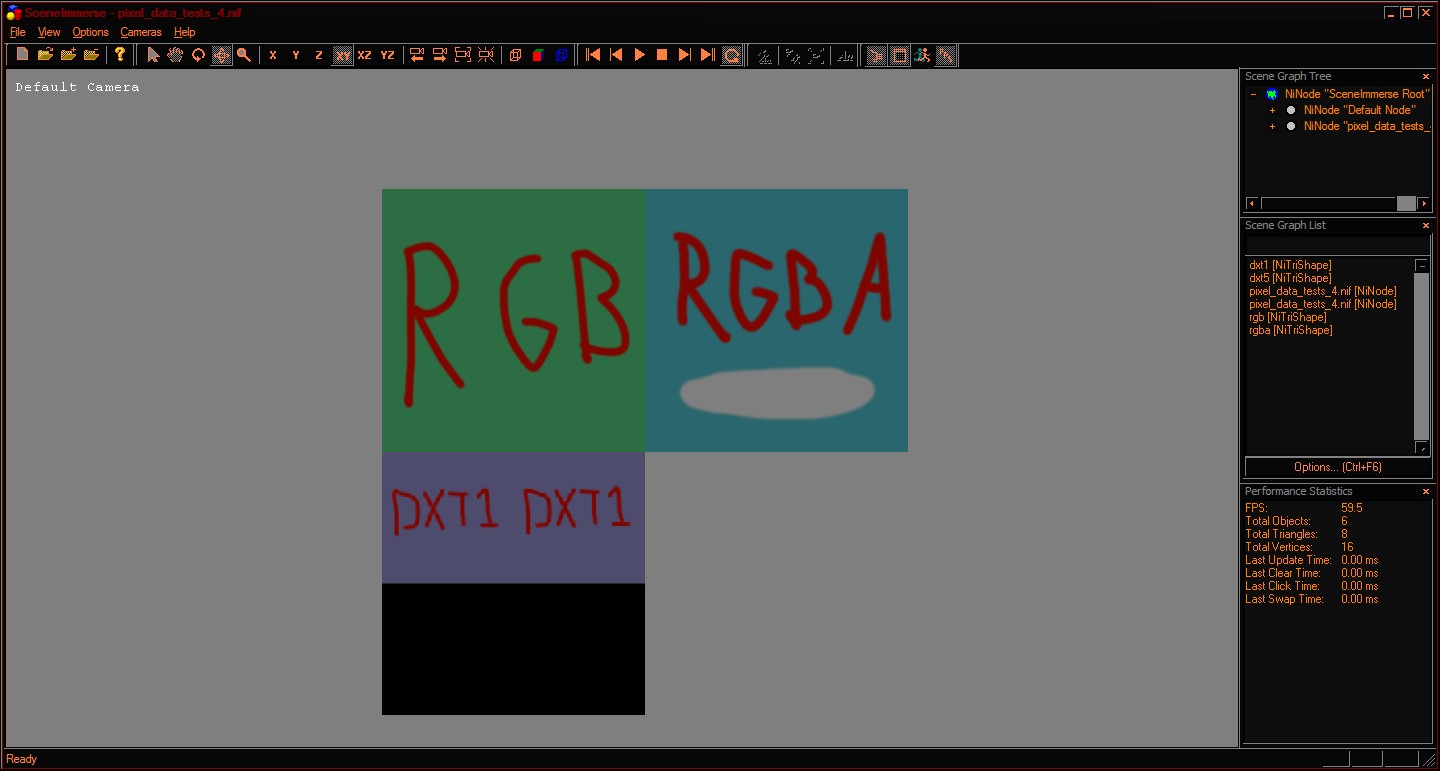 SceneImmerse - pixel_data_tests_4.nif
File View Options Cameras Help
X Y Z XY XZ YZ
Default Camera
RGB
RGBA
DXT1 DXT1
Scene Graph Tree
NiNode "SceneImmerse Root"
NiNode "Default Node"
NiNode "pixel_data_tests_
Scene Graph List
dxt1 [NiTriShape]
dxt5 [NiTriShape]
pixel_data_tests_4.nif [NiNode]
pixel_data_tests_4.nif [NiNode]
rgb [NiTriShape]
rgba [NiTriShape]
Options... (Ctrl+F6)
Performance Statistics
FPS: 59.5
Total Objects: 6
Total Triangles: 8
Total Vertices: 16
Last Update Time: 0.00 ms
Last Clear Time: 0.00 ms
Last Click Time: 0.00 ms
Last Swap Time: 0.00 ms
Ready